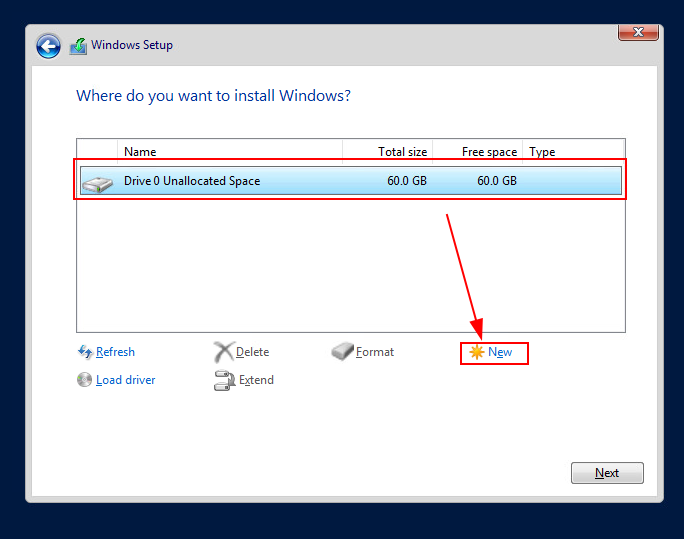 Windows Setup
Where do you want to install Windows?
Name Total size Free space Type
Drive 0 Unallocated Space 60.0 GB 60.0 GB
Refresh Delete Format New
Load driver Extend
Next